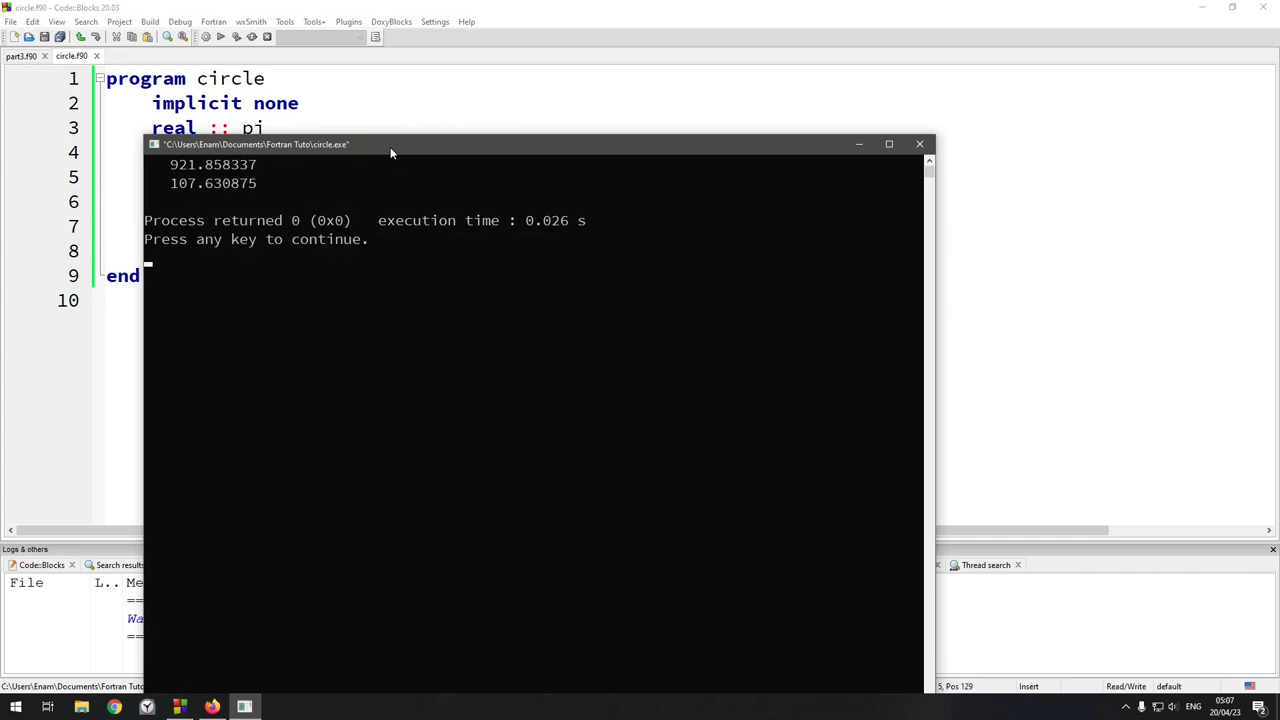 circle.f90 - Code::Blocks 20.03
File Edit View Search Project Build Debug Fortran wxSmith Tools Tools+ Plugins DoxyBlocks Settings Help
part3.f90 circle.f90
1 program circle
2 implicit none
3 real :: pi
4
5
6
7
8
9 end
10
"C:\Users\Enam\Documents\Fortran Tuto\circle.exe"
921.858337
107.630875
Process returned 0 (0x0) execution time : 0.026 s
Press any key to continue.
Logs & others
Code::Blocks Search results Thread search
File L.. Me
==
Wa
==
C:\Users\Enam\Documents\Fortran Tuto 5, Pos 129 Insert Read/Write default
ENG 05:07
20/04/23 2